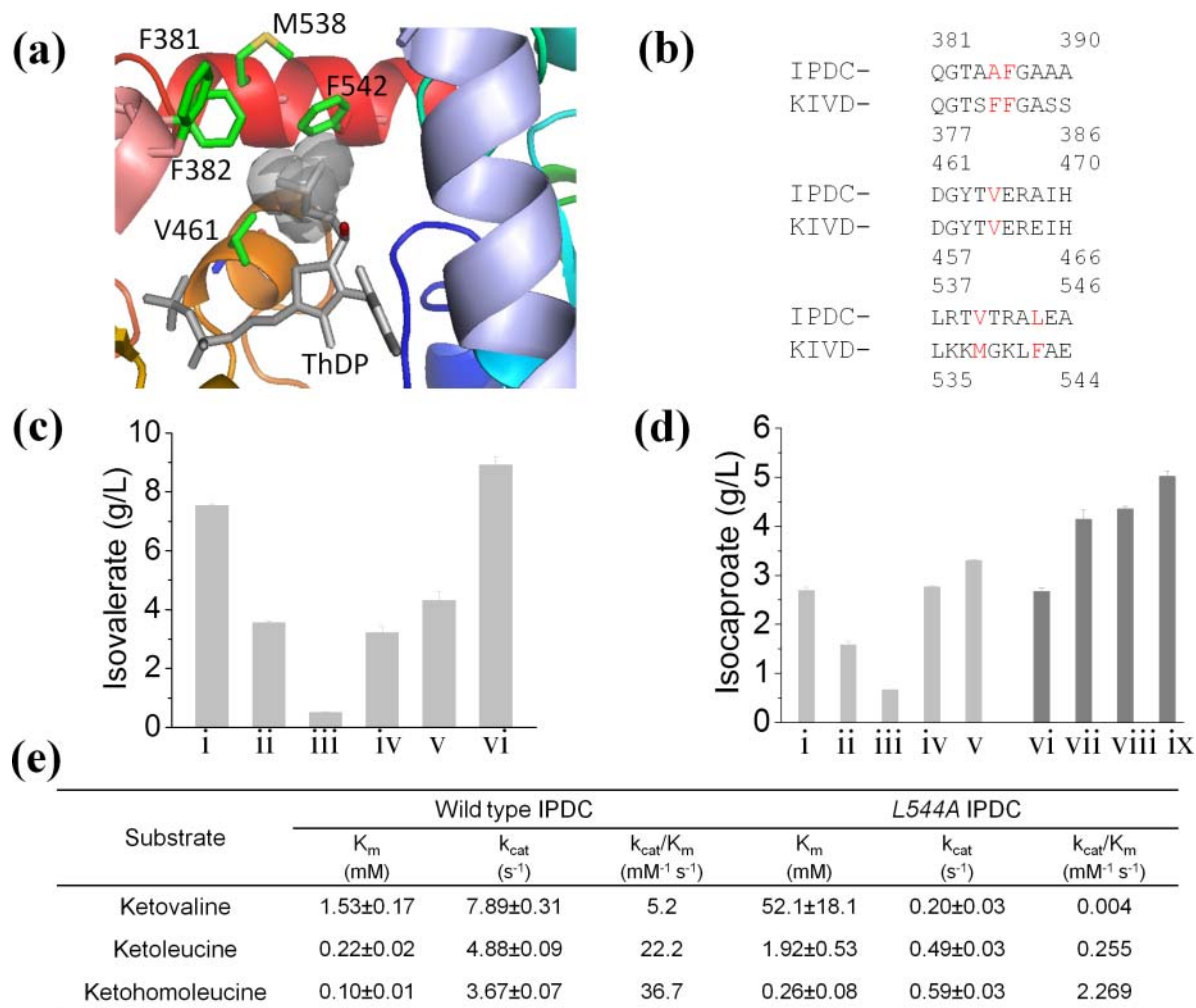 (a)
M538
F381
F542
F382
V461
ThDP
(b)
381 390
IPDC- QGTAAFGAAA
KIVD- QGTSFFGASS
377 386
461 470
IPDC- DGYTVERAIH
KIVD- DGYTVEREIH
457 466
537 546
IPDC- LRTVTRALEA
KIVD- LKKMGKLFAE
535 544
(c)
Isovalerate (g/L)
10
8
6
4
2
0
i ii iii iv v vi
(d)
Isocaproate (g/L)
6
5
4
3
2
1
0
i ii iii iv v vi vii viii ix
(e)
Substrate Wild type IPDC L544A IPDC
Km kcat kcat/Km Km kcat kcat/Km
(mM) (s⁻¹) (mM⁻¹ s⁻¹) (mM) (s⁻¹) (mM⁻¹ s⁻¹)
Ketovaline 1.53±0.17 7.89±0.31 5.2 52.1±18.1 0.20±0.03 0.004
Ketoleucine 0.22±0.02 4.88±0.09 22.2 1.92±0.53 0.49±0.03 0.255
Ketohomoleucine 0.10±0.01 3.67±0.07 36.7 0.26±0.08 0.59±0.03 2.269